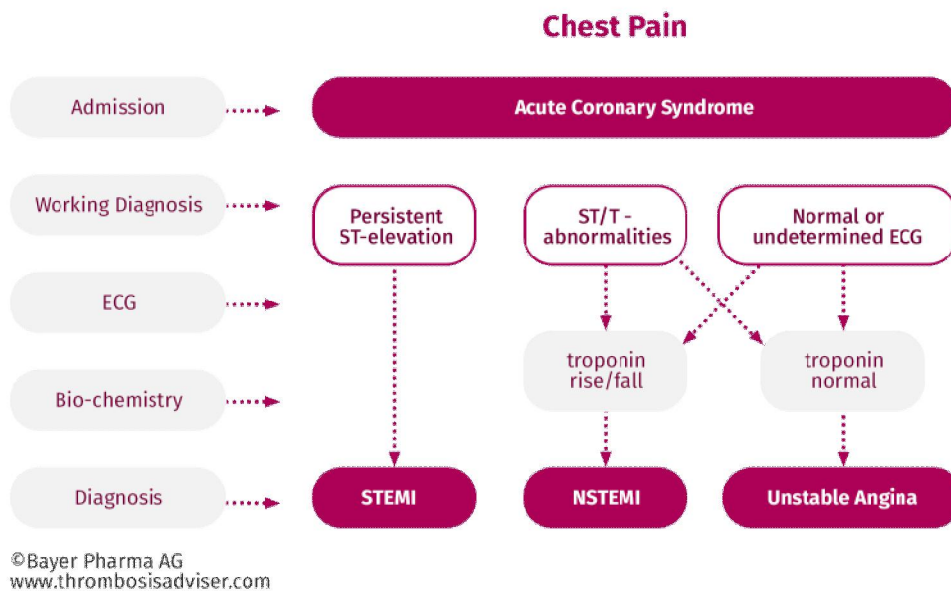 Chest Pain
Admission
Acute Coronary Syndrome
Working Diagnosis
Persistent
ST-elevation
ST/T -
abnormalities
Normal or
undetermined ECG
ECG
troponin
rise/fall
troponin
normal
Bio-chemistry
Diagnosis
STEMI
NSTEMI
Unstable Angina
©Bayer Pharma AG
www.thrombosisadviser.com